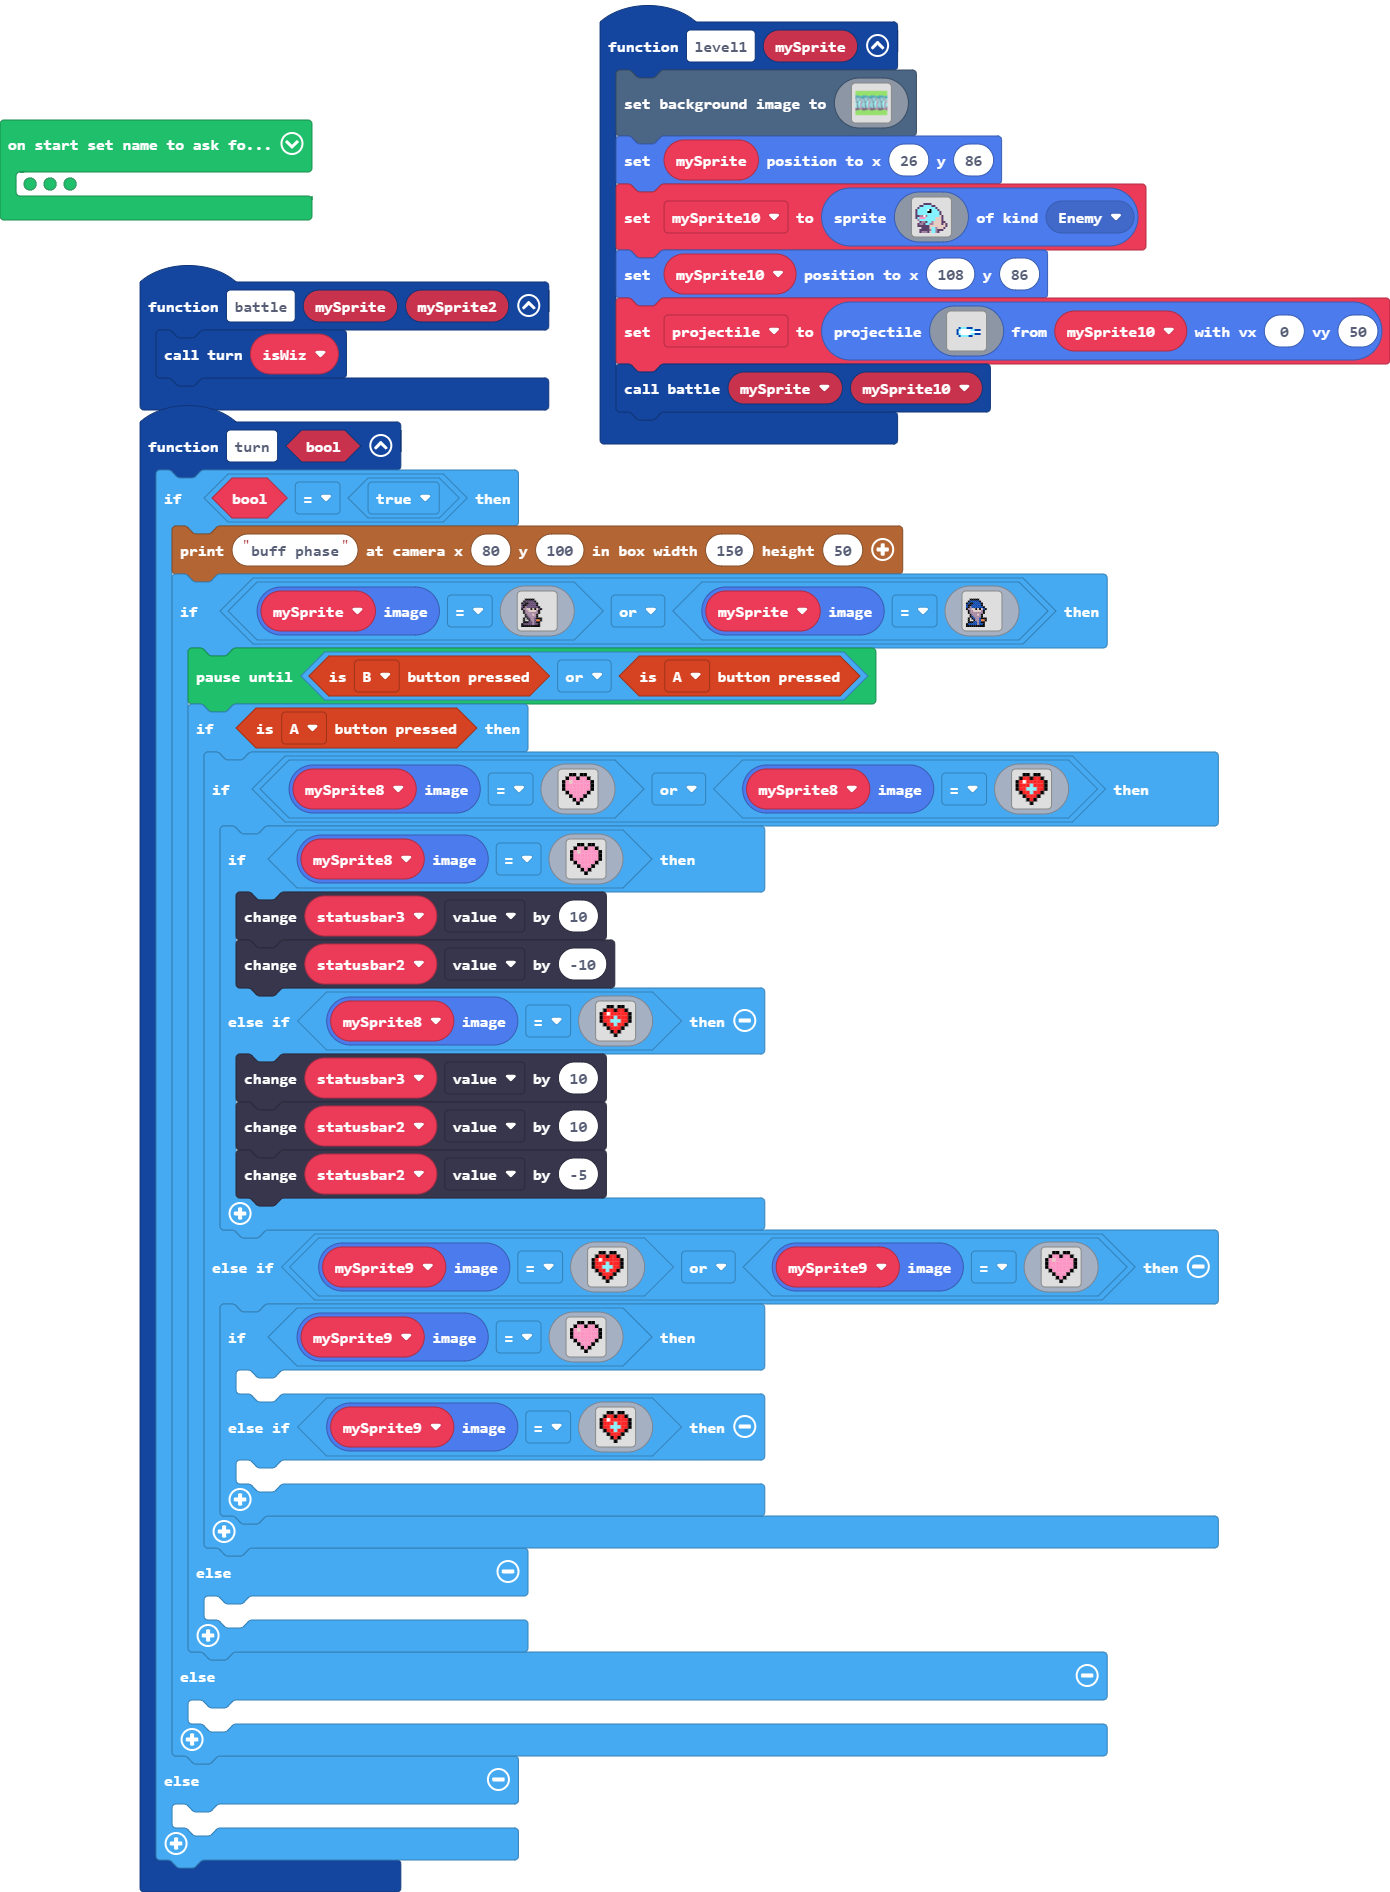 function level1 mySprite
set background image to
set mySprite position to x 26 y 86
set mySprite10 to sprite of kind Enemy
set mySprite10 position to x 108 y 86
set projectile to projectile from mySprite10 with vx 0 vy 50
call battle mySprite mySprite10
on start set name to ask fo...
function battle mySprite mySprite2
call turn isWiz
function turn bool
if bool = true then
print "buff phase" at camera x 80 y 100 in box width 150 height 50
if mySprite image = or mySprite image = then
pause until is B button pressed or is A button pressed
if is A button pressed then
if mySprite8 image = or mySprite8 image = then
if mySprite8 image = then
change statusbar3 value by 10
change statusbar2 value by -10
else if mySprite8 image = then
change statusbar3 value by 10
change statusbar2 value by 10
change statusbar2 value by -5
else if mySprite9 image = or mySprite9 image = then
if mySprite9 image = then
else if mySprite9 image = then
else
else
else